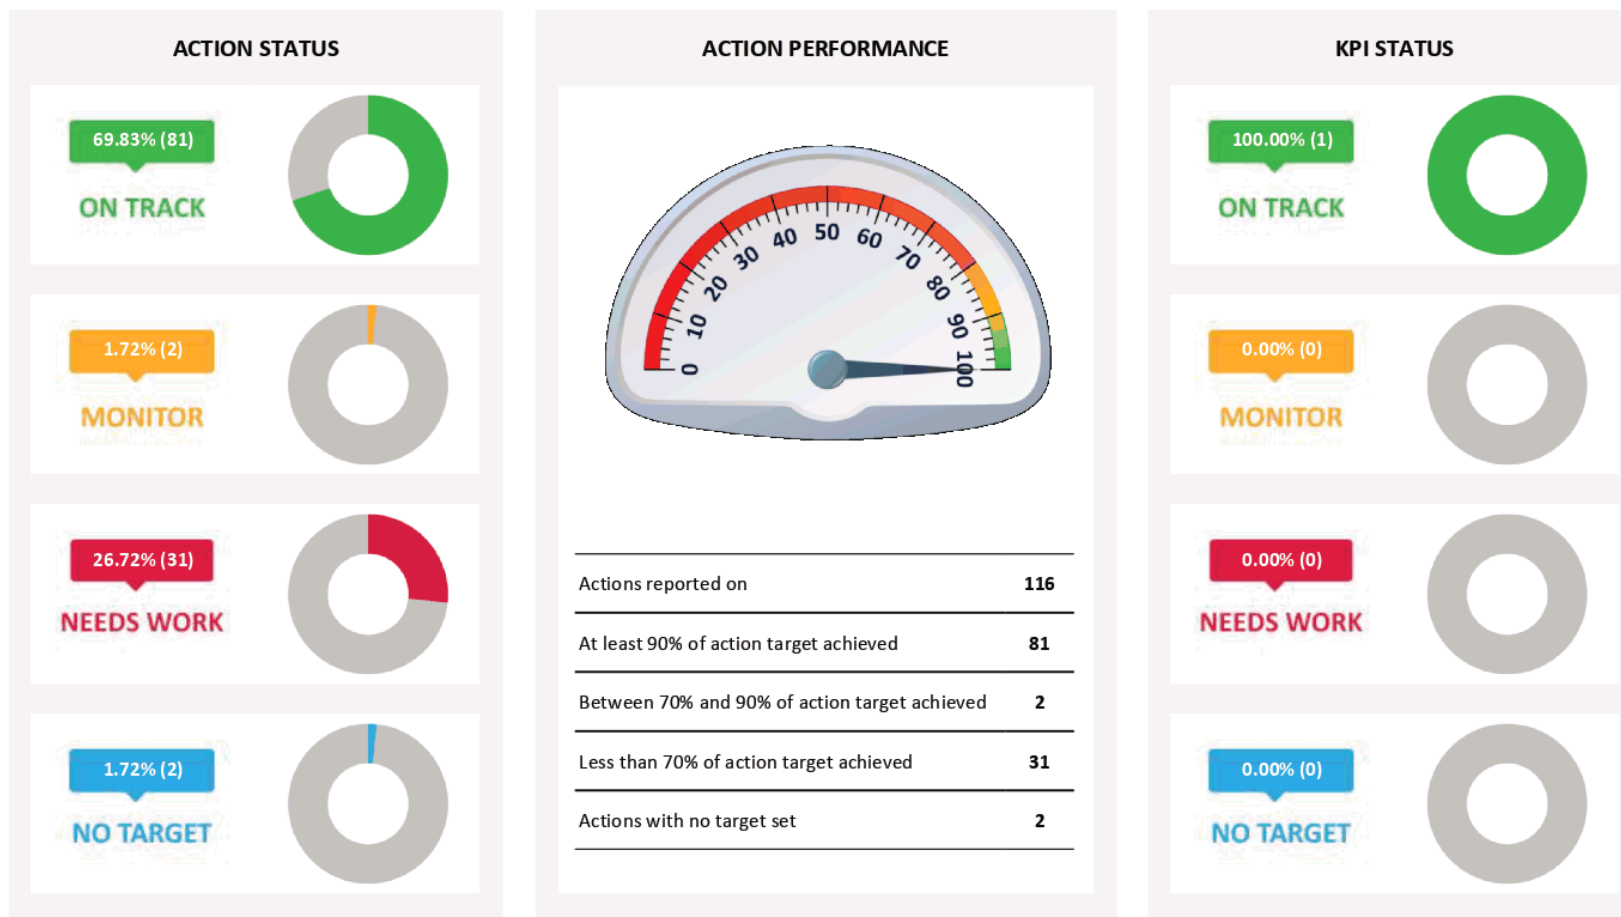 ACTION STATUS
69.83% (81)
ON TRACK
1.72% (2)
MONITOR
26.72% (31)
NEEDS WORK
1.72% (2)
NO TARGET
ACTION PERFORMANCE
0 10 20 30 40 50 60 70 80 90 100
Actions reported on 116
At least 90% of action target achieved 81
Between 70% and 90% of action target achieved 2
Less than 70% of action target achieved 31
Actions with no target set 2
KPI STATUS
100.00% (1)
ON TRACK
0.00% (0)
MONITOR
0.00% (0)
NEEDS WORK
0.00% (0)
NO TARGET